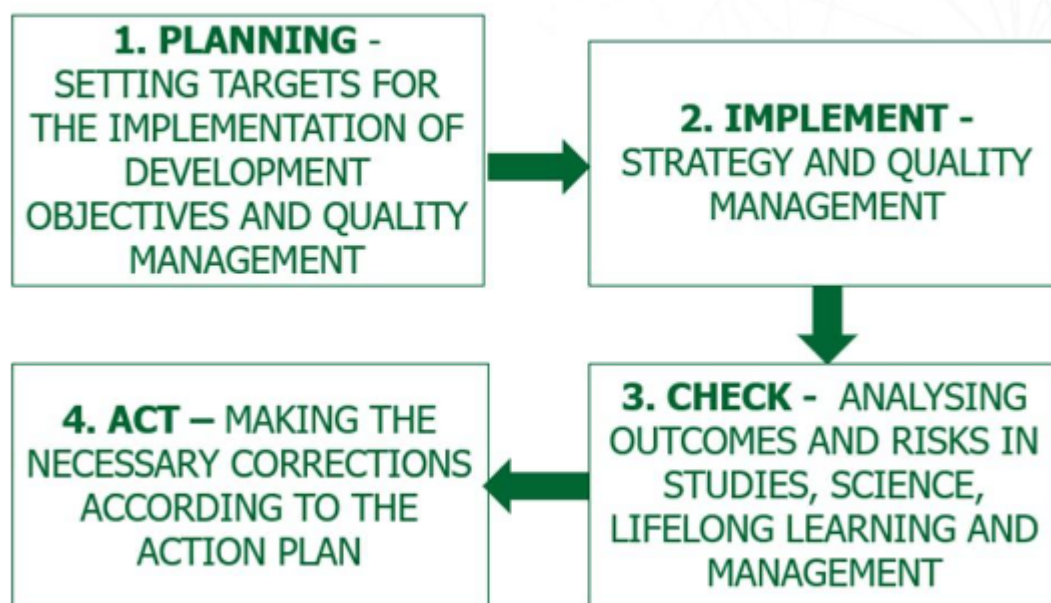 1. PLANNING -
SETTING TARGETS FOR
THE IMPLEMENTATION OF
DEVELOPMENT
OBJECTIVES AND QUALITY
MANAGEMENT
2. IMPLEMENT -
STRATEGY AND QUALITY
MANAGEMENT
3. CHECK - ANALYSING
OUTCOMES AND RISKS IN
STUDIES, SCIENCE,
LIFELONG LEARNING AND
MANAGEMENT
4. ACT – MAKING THE
NECESSARY CORRECTIONS
ACCORDING TO THE
ACTION PLAN